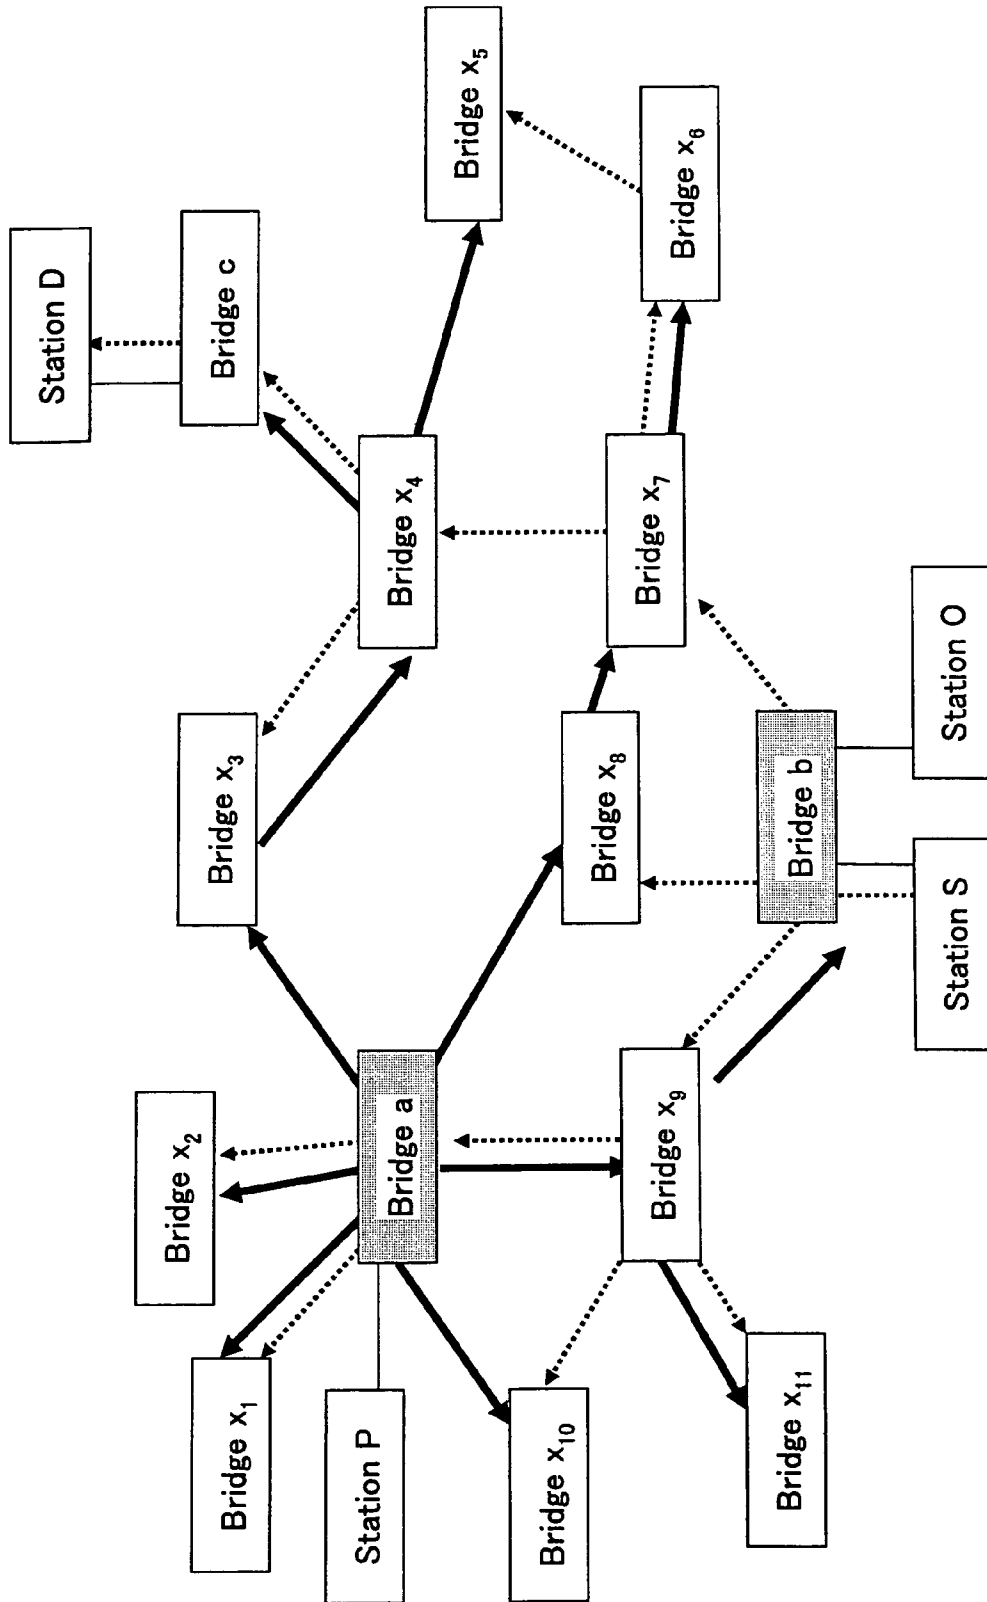 Station D
Bridge x₂
Bridge x₁
Bridge x₃
Bridge c
Station P
Bridge a
Bridge x₄
Bridge x₅
Bridge x₁₀
Bridge x₈
Bridge x₉
Bridge x₇
Bridge x₆
Bridge x₁₁
Bridge b
Station S
Station O